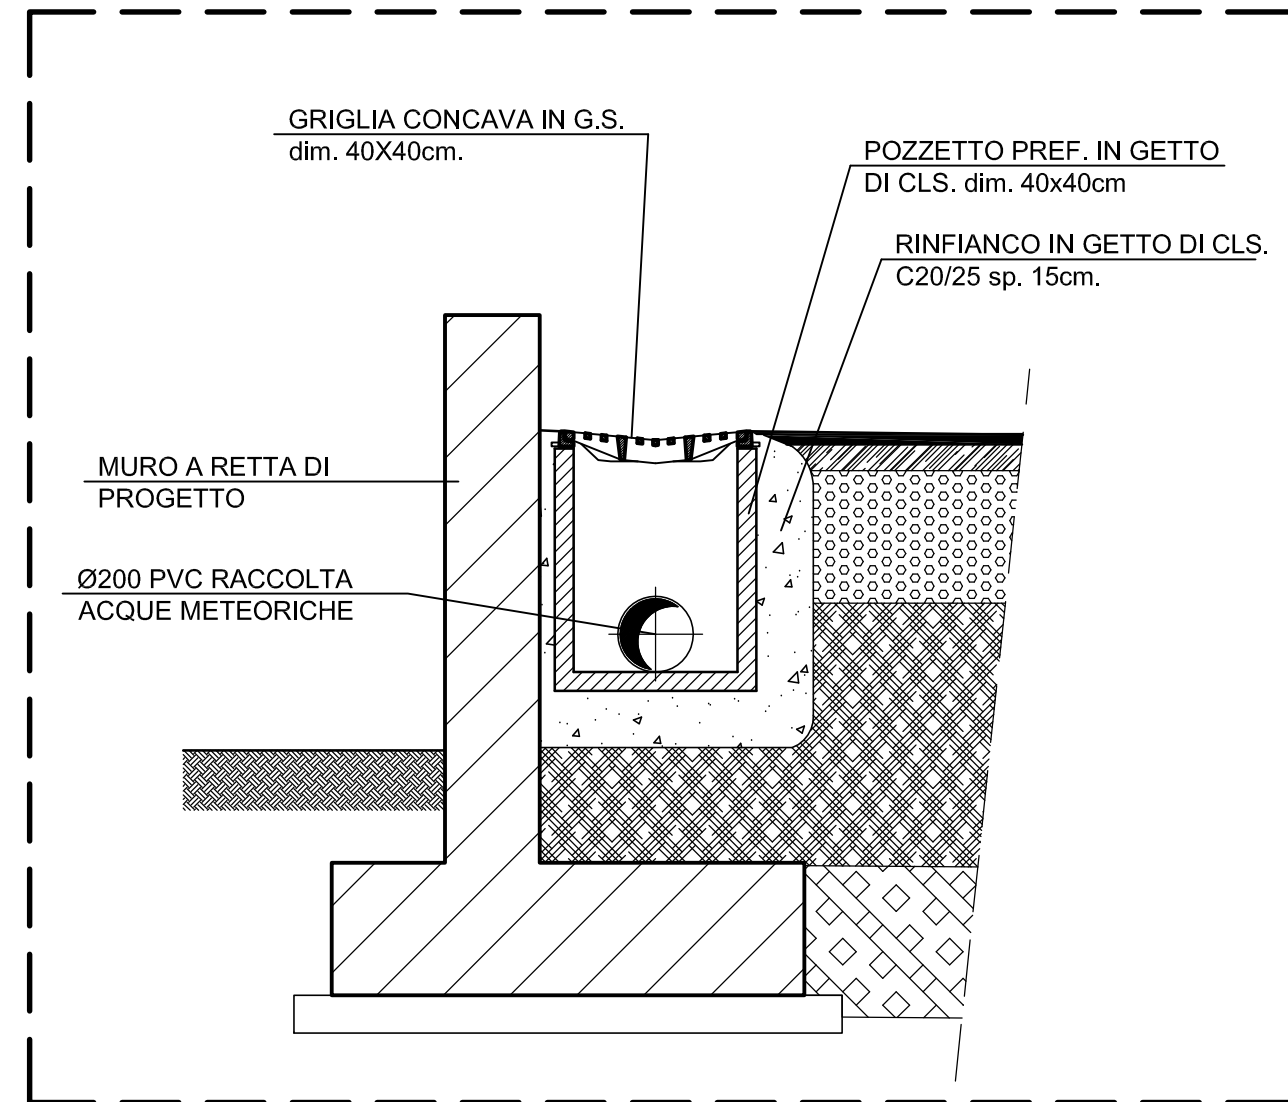 GRIGLIA CONCAVA IN G.S.
dim. 40X40cm.
POZZETTO PREF. IN GETTO
DI CLS. dim. 40x40cm
RINFIANCO IN GETTO DI CLS.
C20/25 sp. 15cm.
MURO A RETTA DI
PROGETTO
Ø200 PVC RACCOLTA
ACQUE METEORICHE